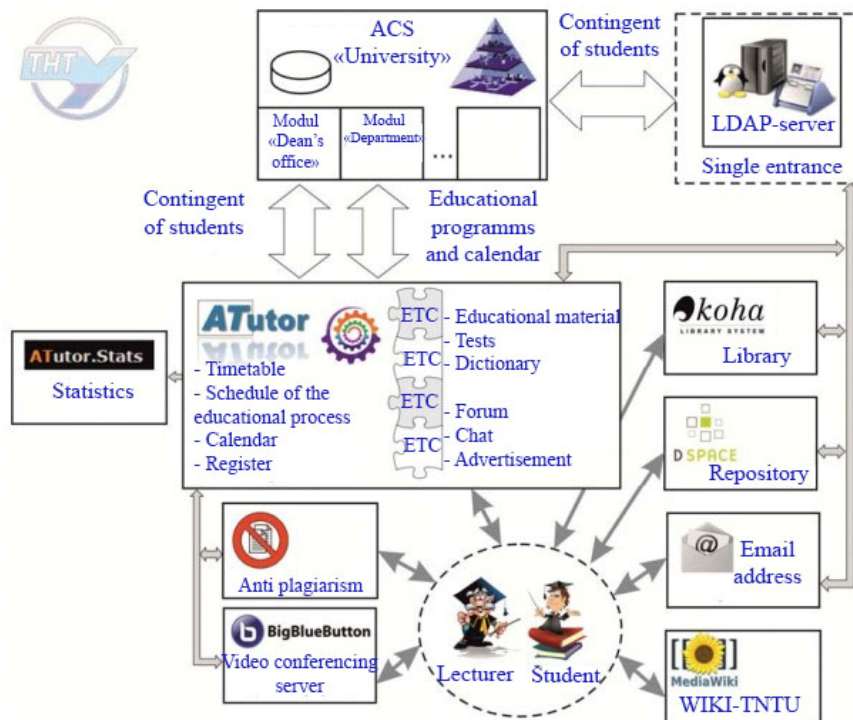 THT
ACS
«University»
Modul
«Dean's
office»
Modul
«Department»
...
Contingent
of students
LDAP-server
Single entrance
Contingent
of students
Educational
programms
and calendar
ATutor
- Timetable
- Schedule of the
educational process
- Calendar
- Register
ETC
ETC
ETC
ETC
- Educational material
- Tests
- Dictionary
- Forum
- Chat
- Advertisement
ATutor.Stats
Statistics
koha
LIBRARY SYSTEM
Library
DSPACE
Repository
@
Email
address
Anti plagiarism
b
BigBlueButton
Video conferencing
server
Lecturer
Student
[[ ]]
MediaWiki
WIKI-TNTU